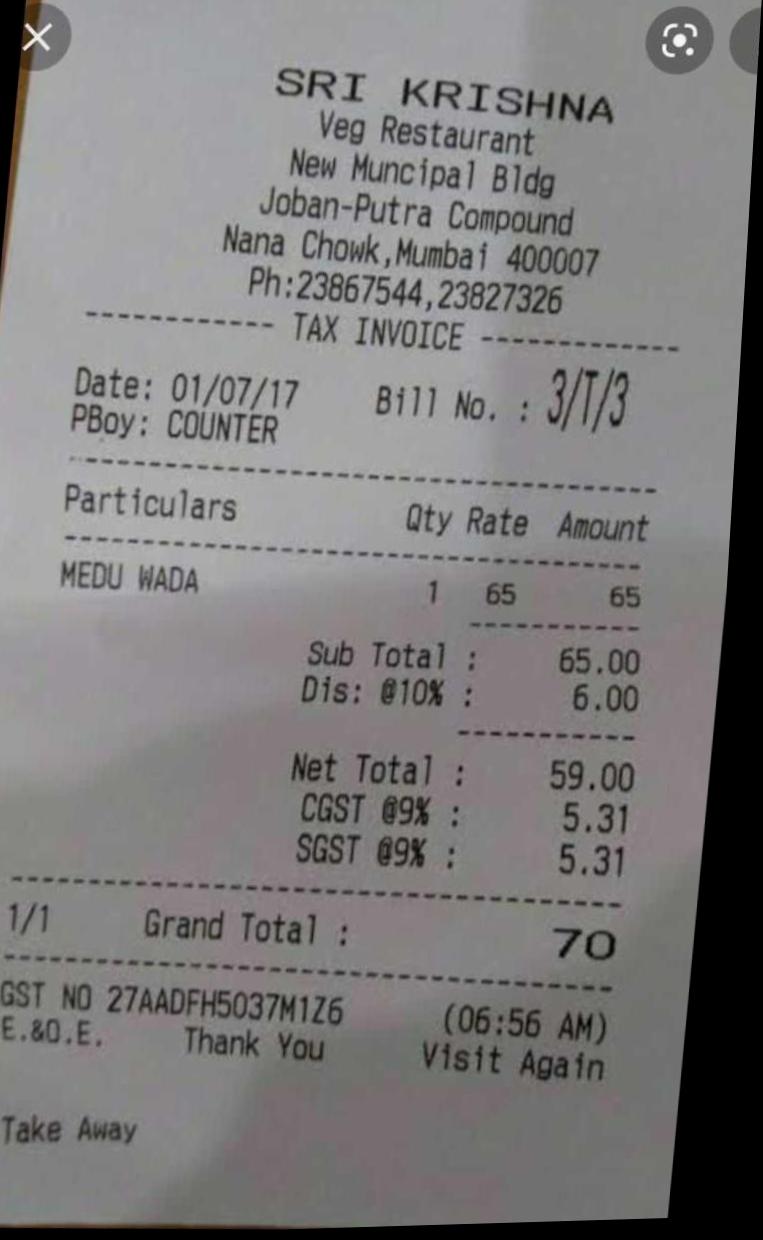 SRI KRISHNA
Veg Restaurant
New Muncipal Bldg
Joban-Putra Compound
Nana Chowk,Mumbai 400007
Ph:23867544,23827326
------------ TAX INVOICE -------------
Date: 01/07/17 Bill No. : 3/T/3
PBoy: COUNTER
Particulars Qty Rate Amount
MEDU WADA 1 65 65
Sub Total : 65.00
Dis: @10% : 6.00
Net Total : 59.00
CGST @9% : 5.31
SGST @9% : 5.31
1/1 Grand Total : 70
GST NO 27AADFH5037M1Z6 (06:56 AM)
E.&O.E. Thank You Visit Again
Take Away